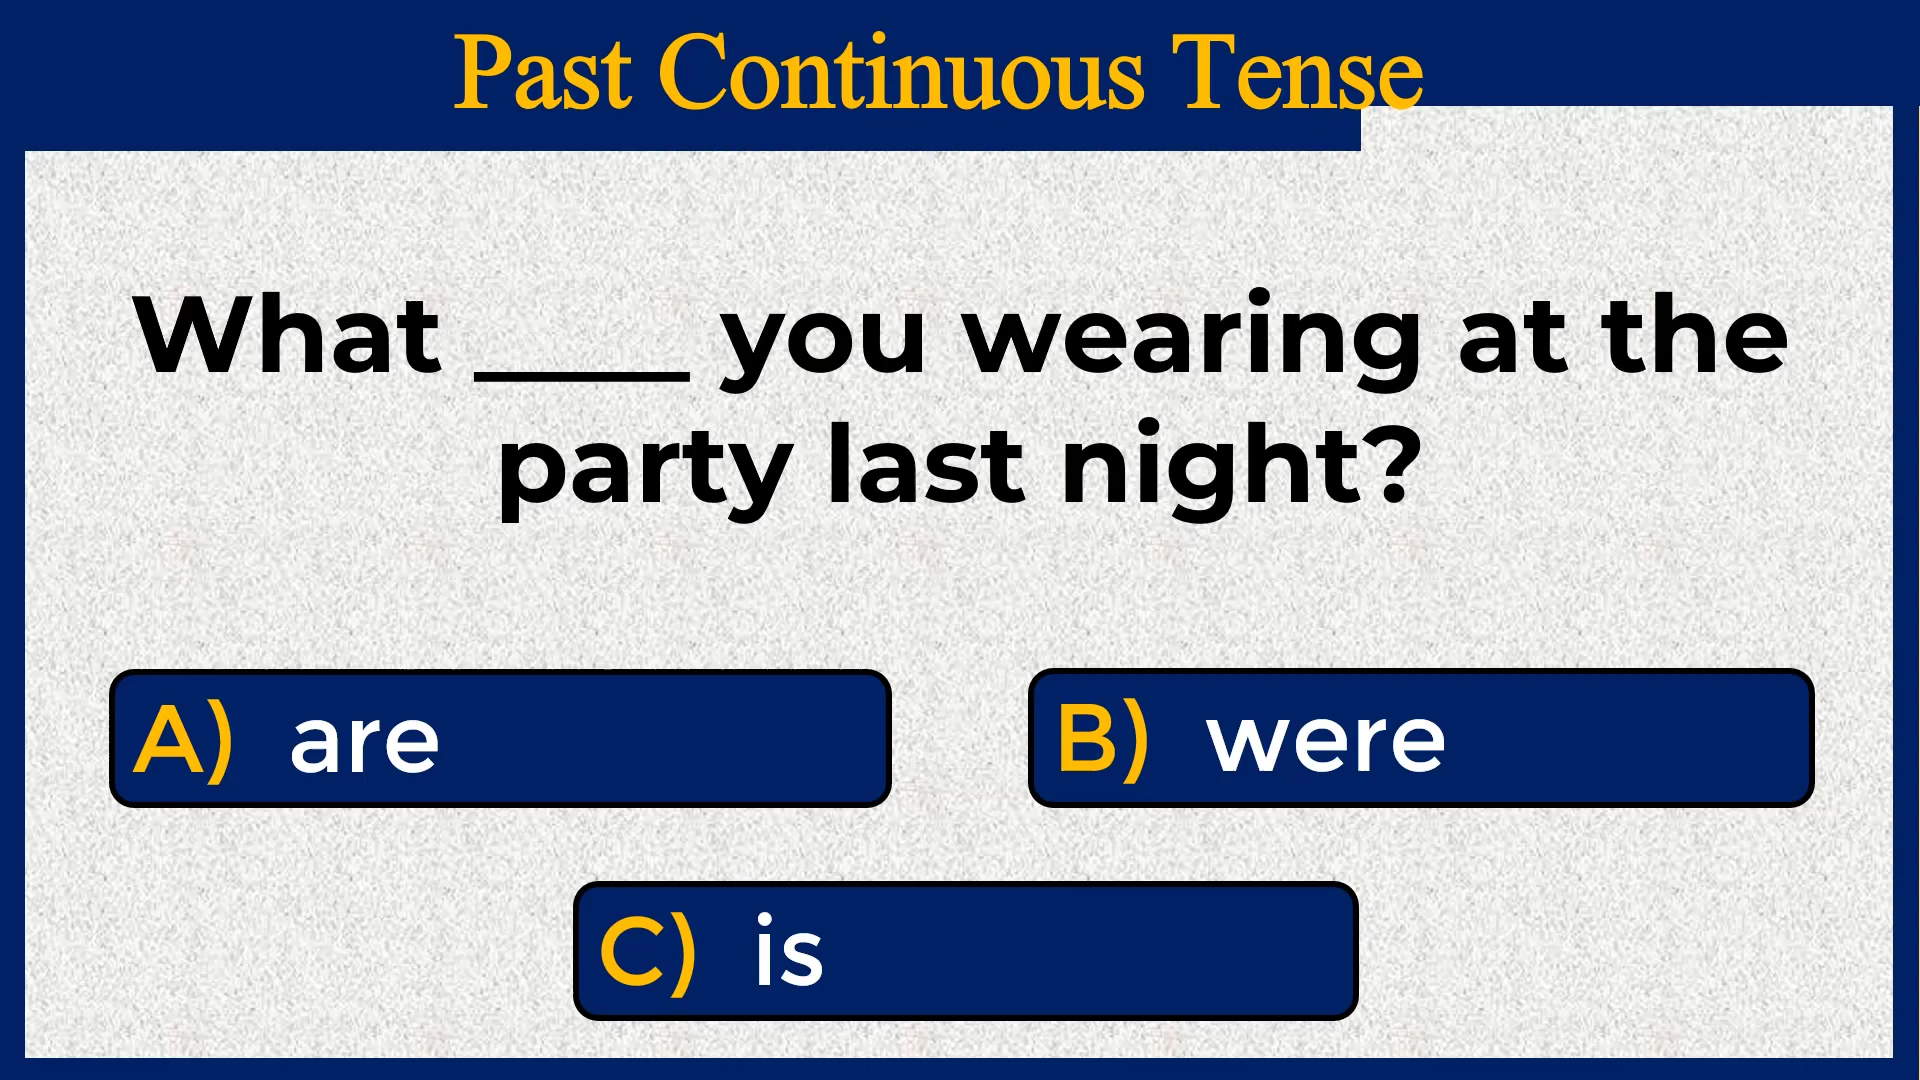 Past Continuous Tense
What ____ you wearing at the
party last night?
A) are
B) were
C) is